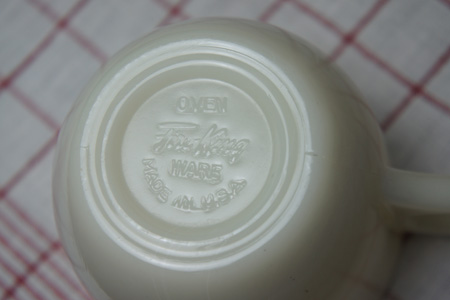 OVEN
Fire-King
WARE
MADE IN U.S.A.